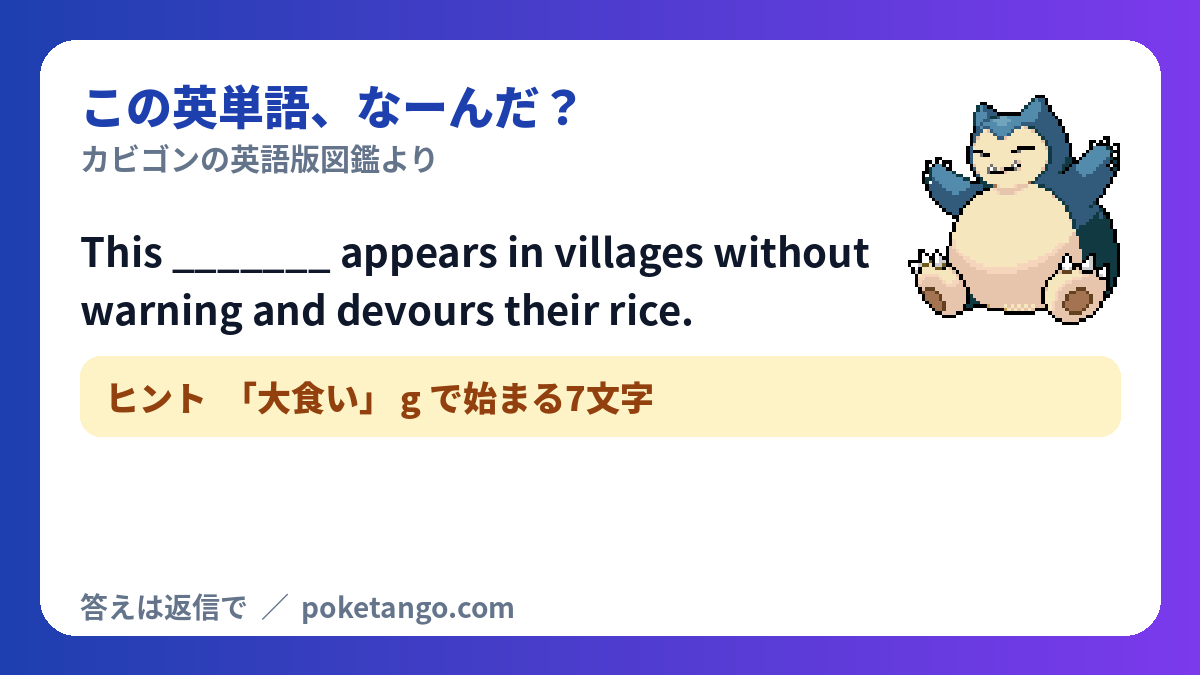 この英単語、なーんだ？
カビゴンの英語版図鑑より
This _______ appears in villages without
warning and devours their rice.
ヒント 「大食い」 g で始まる7文字
答えは返信で ／ poketango.com